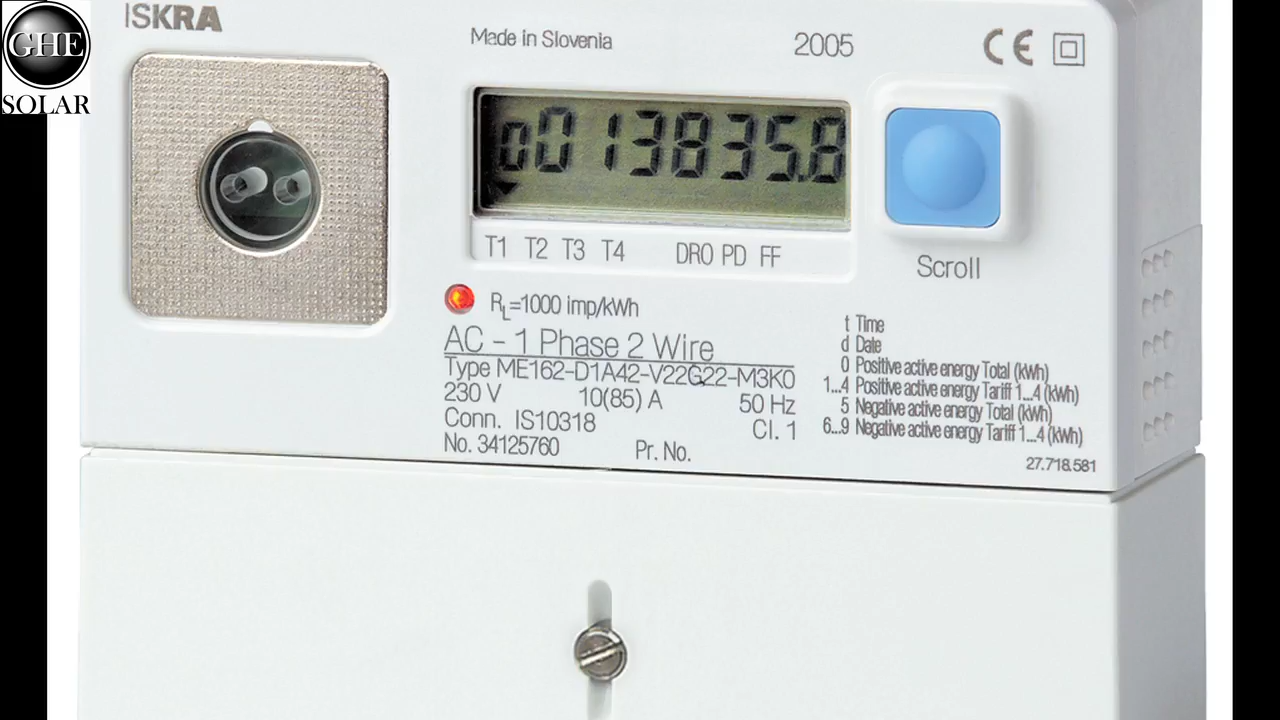 GHE
SOLAR
ISKRA
Made in Slovenia 2005 CE
0013835.8
T1 T2 T3 T4 DRO PD FF
Scroll
RL=1000 imp/kWh
AC - 1 Phase 2 Wire
Type ME162-D1A42-V22G22-M3K0
230 V 10(85) A 50 Hz
Conn. IS10318 Cl. 1
No. 34125760 Pr. No.
t Time
d Date
0 Positive active energy Total (kWh)
1...4 Positive active energy Tariff 1...4 (kWh)
5 Negative active energy Total (kWh)
6...9 Negative active energy Tariff 1...4 (kWh)
27.718.581